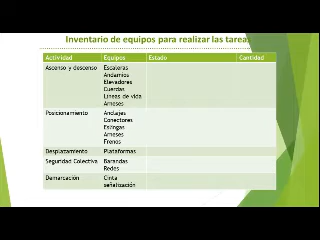 Inventario de equipos para realizar las tareas
Actividad Equipos Estado Cantidad
Ascenso y descenso Escaleras
Andamios
Elevadores
Cuerdas
Líneas de vida
Arneses
Posicionamiento Anclajes
Conectores
Eslingas
Arneses
Frenos
Desplazamiento Plataformas
Seguridad Colectiva Barandas
Redes
Demarcación Cinta
señalización